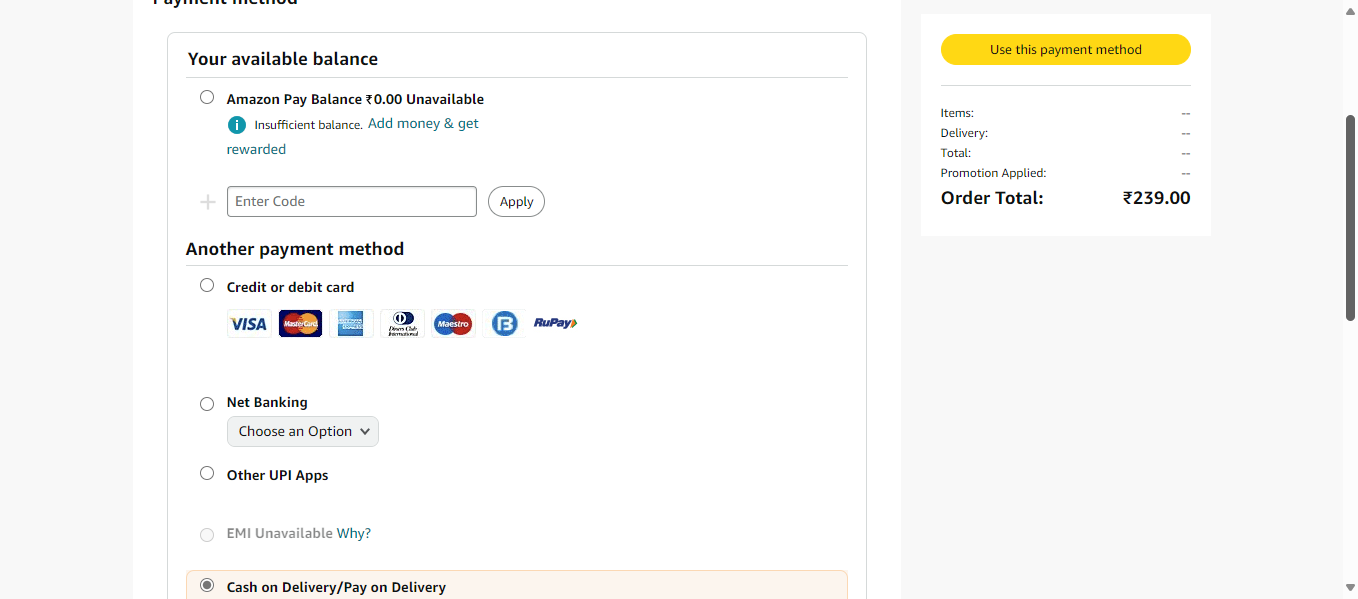 Payment method
Your available balance
Amazon Pay Balance ₹0.00 Unavailable
i Insufficient balance. Add money & get
rewarded
Enter Code Apply
Another payment method
Credit or debit card
VISA MasterCard AMERICAN EXPRESS Diners Club International Maestro B RuPay
Net Banking
Choose an Option
Other UPI Apps
EMI Unavailable Why?
Cash on Delivery/Pay on Delivery
Use this payment method
Items: --
Delivery: --
Total: --
Promotion Applied: --
Order Total: ₹239.00